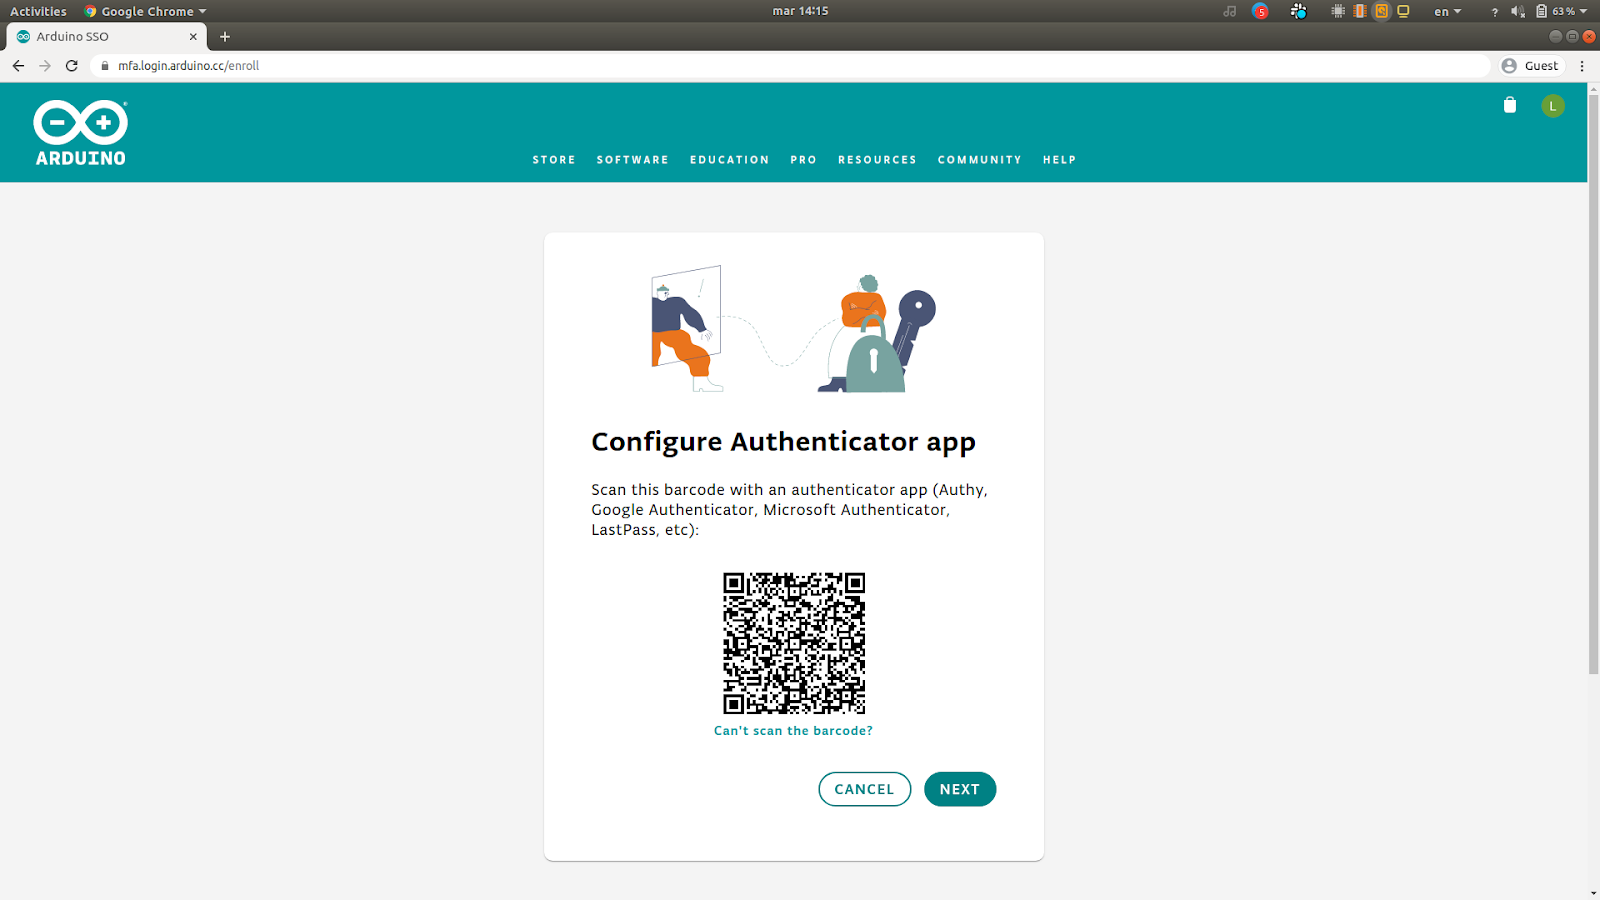 Activities
Google Chrome
mar 14:15
5
en
?
63 %
Arduino SSO
mfa.login.arduino.cc/enroll
Guest
ARDUINO
L
STORE
SOFTWARE
EDUCATION
PRO
RESOURCES
COMMUNITY
HELP
Configure Authenticator app
Scan this barcode with an authenticator app (Authy,
Google Authenticator, Microsoft Authenticator,
LastPass, etc):
Can't scan the barcode?
CANCEL
NEXT